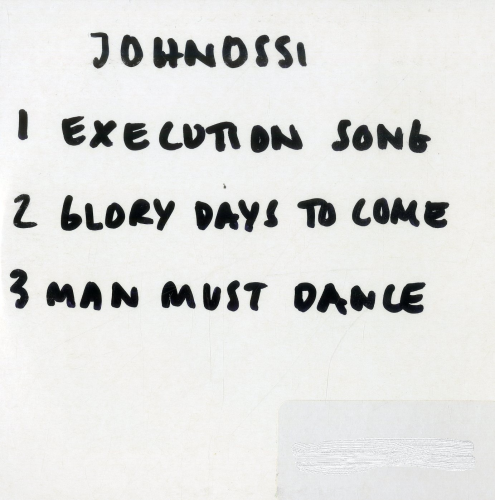 JOHNOSSI
1 EXECUTION SONG
2 GLORY DAYS TO COME
3 MAN MUST DANCE